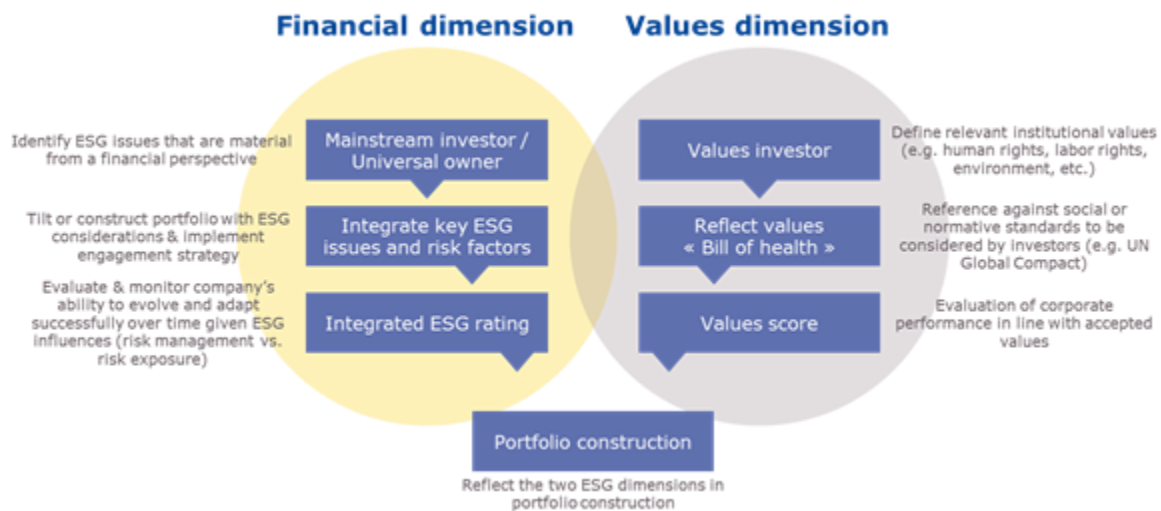 Financial dimension
Values dimension
Identify ESG issues that are material
from a financial perspective
Mainstream investor /
Universal owner
Values investor
Define relevant institutional values
(e.g. human rights, labor rights,
environment, etc.)
Tilt or construct portfolio with ESG
considerations & implement
engagement strategy
Integrate key ESG
issues and risk factors
Reflect values
« Bill of health »
Reference against social or
normative standards to be
considered by investors (e.g. UN
Global Compact)
Evaluate & monitor company's
ability to evolve and adapt
successfully over time given ESG
influences (risk management vs.
risk exposure)
Integrated ESG rating
Values score
Evaluation of corporate
performance in line with accepted
values
Portfolio construction
Reflect the two ESG dimensions in
portfolio construction